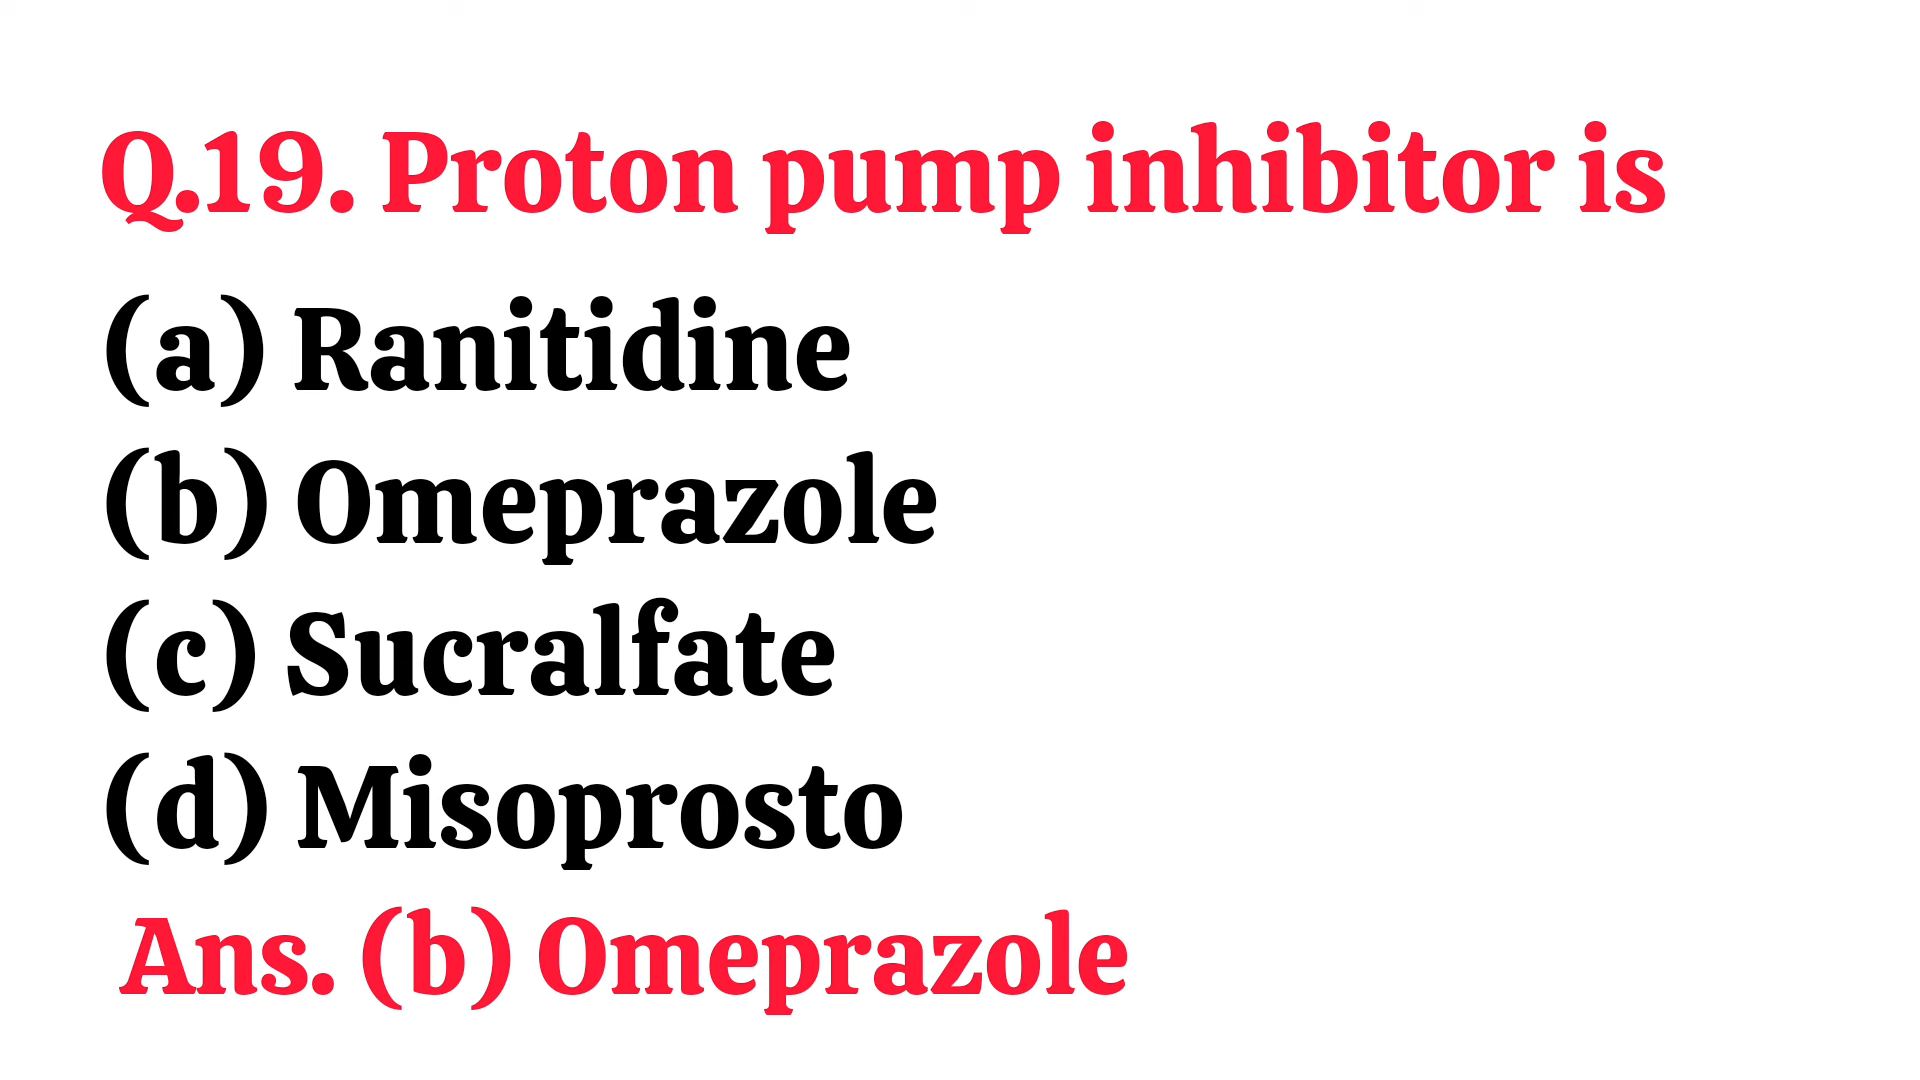 Q.19. Proton pump inhibitor is
(a) Ranitidine
(b) Omeprazole
(c) Sucralfate
(d) Misoprosto
Ans. (b) Omeprazole